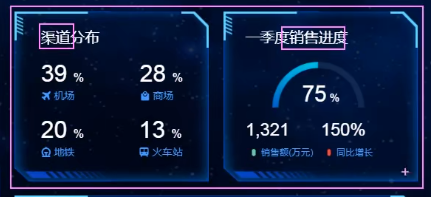 渠道分布
39 %
28 %
机场
商场
20 %
13 %
地铁
火车站
一季度销售进度
75 %
1,321
150%
销售额(万元)
同比增长